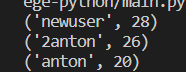 ege-python/main.py
('newuser', 28)
('2anton', 26)
('anton', 20)